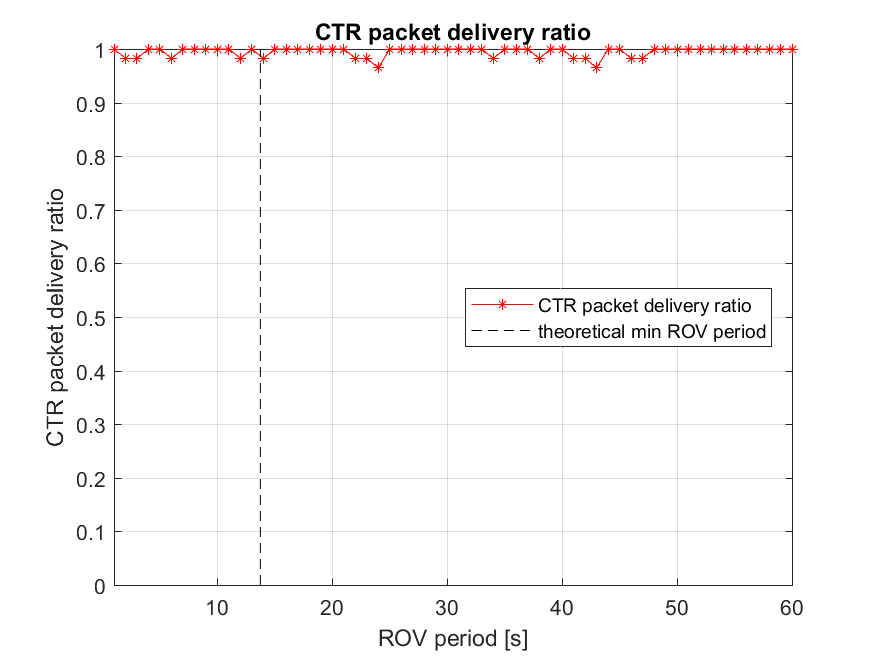 CTR packet delivery ratio
1
0.9
0.8
0.7
0.6
0.5
0.4
0.3
0.2
0.1
0
CTR packet delivery ratio
CTR packet delivery ratio
theoretical min ROV period
10 20 30 40 50 60
ROV period [s]